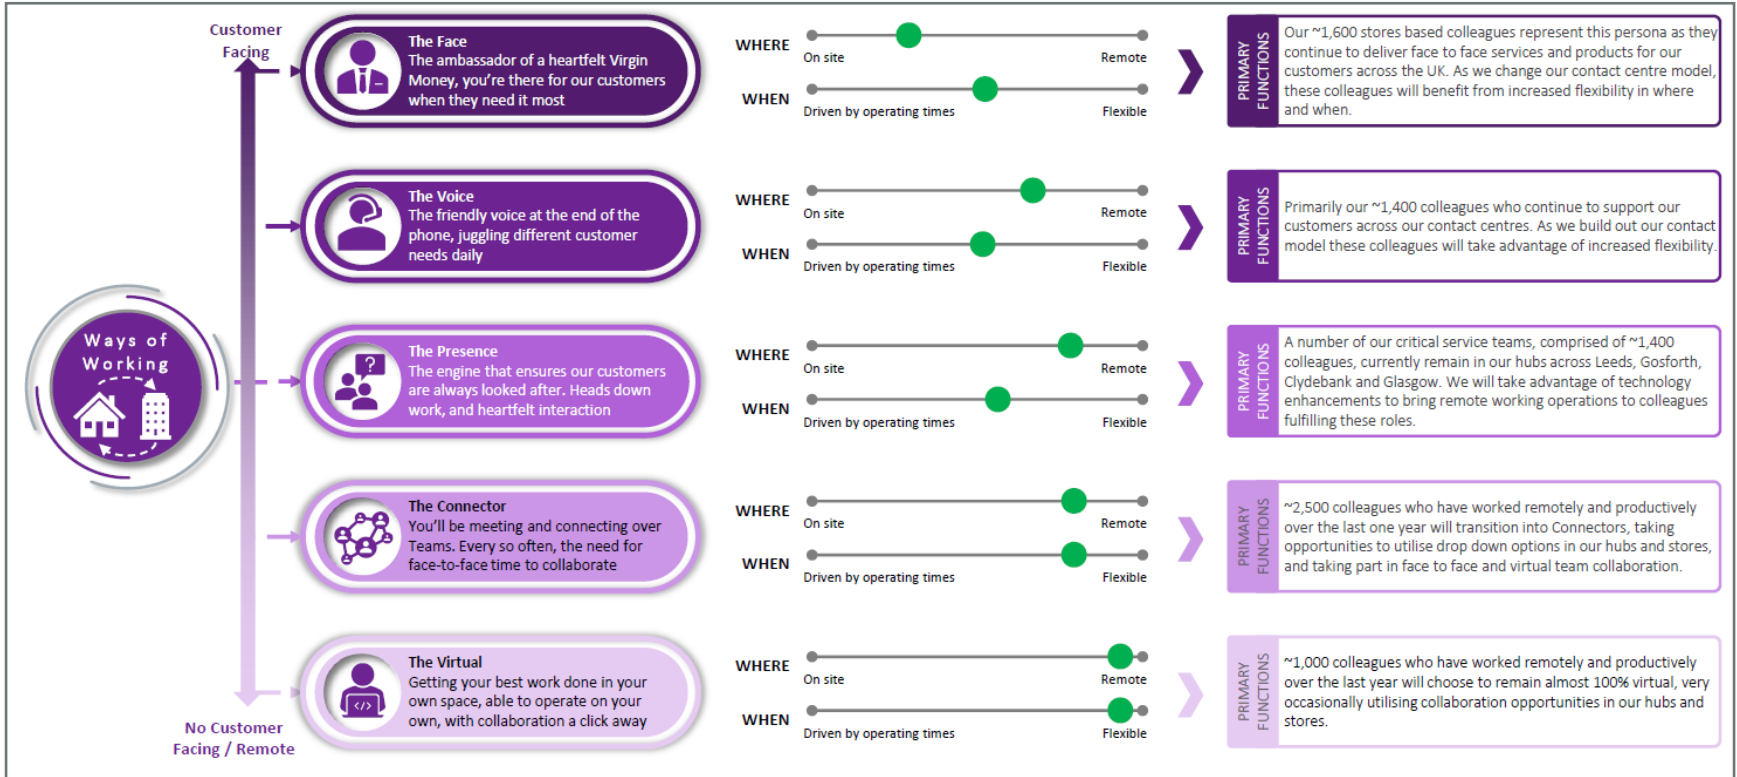 Customer
Facing
The Face
The ambassador of a heartfelt Virgin
Money, you're there for our customers
when they need it most
WHERE
On site
Remote
WHEN
Driven by operating times
Flexible
PRIMARY
FUNCTIONS
Our ~1,600 stores based colleagues represent this persona as they
continue to deliver face to face services and products for our
customers across the UK. As we change our contact centre model,
these colleagues will benefit from increased flexibility in where
and when.
The Voice
The friendly voice at the end of the
phone, juggling different customer
needs daily
WHERE
On site
Remote
WHEN
Driven by operating times
Flexible
PRIMARY
FUNCTIONS
Primarily our ~1,400 colleagues who continue to support our
customers across our contact centres. As we build out our contact
model these colleagues will take advantage of increased flexibility.
Ways of
Working
The Presence
The engine that ensures our customers
are always looked after. Heads down
work, and heartfelt interaction
?
WHERE
On site
Remote
WHEN
Driven by operating times
Flexible
PRIMARY
FUNCTIONS
A number of our critical service teams, comprised of ~1,400
colleagues, currently remain in our hubs across Leeds, Gosforth,
Clydebank and Glasgow. We will take advantage of technology
enhancements to bring remote working operations to colleagues
fulfilling these roles.
The Connector
You'll be meeting and connecting over
Teams. Every so often, the need for
face-to-face time to collaborate
WHERE
On site
Remote
WHEN
Driven by operating times
Flexible
PRIMARY
FUNCTIONS
~2,500 colleagues who have worked remotely and productively
over the last one year will transition into Connectors, taking
opportunities to utilise drop down options in our hubs and stores,
and taking part in face to face and virtual team collaboration.
The Virtual
Getting your best work done in your
own space, able to operate on your
own, with collaboration a click away
</>
WHERE
On site
Remote
WHEN
Driven by operating times
Flexible
PRIMARY
FUNCTIONS
~1,000 colleagues who have worked remotely and productively
over the last year will choose to remain almost 100% virtual, very
occasionally utilising collaboration opportunities in our hubs and
stores.
No Customer
Facing / Remote